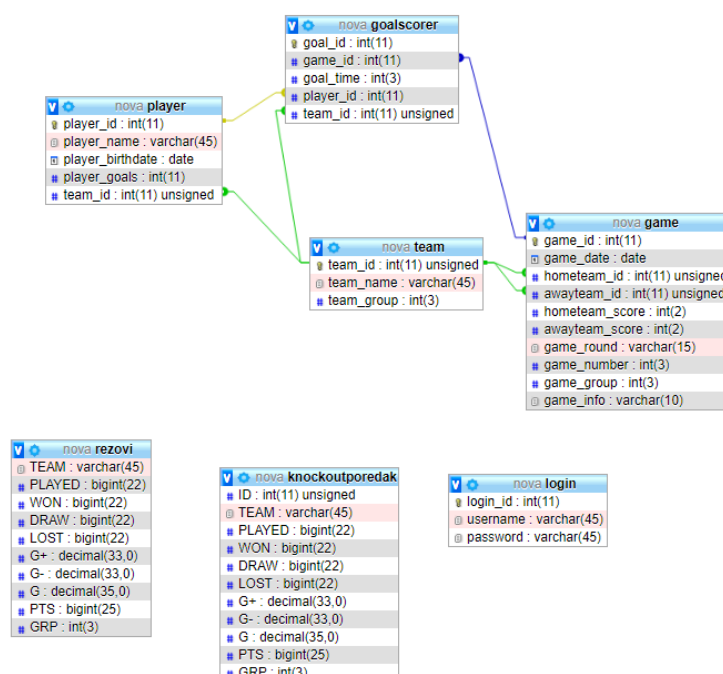 nova goalscorer
goal_id : int(11)
game_id : int(11)
goal_time : int(3)
player_id : int(11)
team_id : int(11) unsigned
nova player
player_id : int(11)
player_name : varchar(45)
player_birthdate : date
player_goals : int(11)
team_id : int(11) unsigned
nova team
team_id : int(11) unsigned
team_name : varchar(45)
team_group : int(3)
nova game
game_id : int(11)
game_date : date
hometeam_id : int(11) unsigned
awayteam_id : int(11) unsigned
hometeam_score : int(2)
awayteam_score : int(2)
game_round : varchar(15)
game_number : int(3)
game_group : int(3)
game_info : varchar(10)
nova rezovi
TEAM : varchar(45)
PLAYED : bigint(22)
WON : bigint(22)
DRAW : bigint(22)
LOST : bigint(22)
G+ : decimal(33,0)
G- : decimal(33,0)
G : decimal(35,0)
PTS : bigint(25)
GRP : int(3)
nova knockoutporedak
ID : int(11) unsigned
TEAM : varchar(45)
PLAYED : bigint(22)
WON : bigint(22)
DRAW : bigint(22)
LOST : bigint(22)
G+ : decimal(33,0)
G- : decimal(33,0)
G : decimal(35,0)
PTS : bigint(25)
GRP : int(3)
nova login
login_id : int(11)
username : varchar(45)
password : varchar(45)